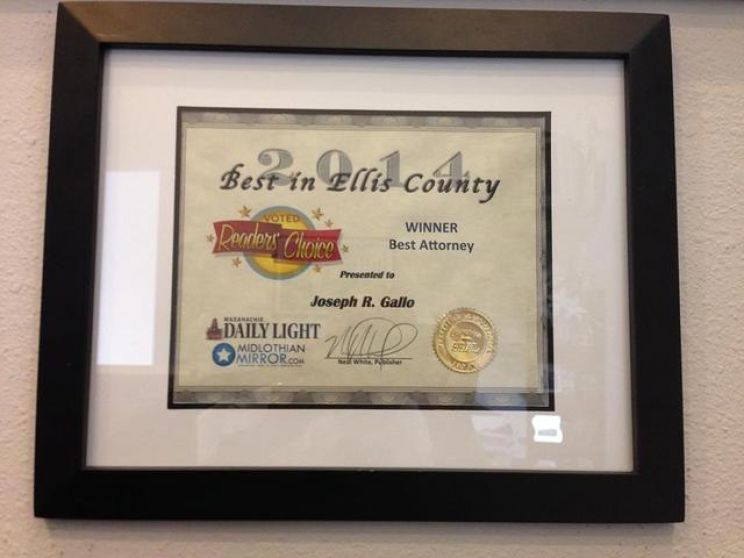 2014
Best in Ellis County
VOTED
Readers' Choice
WINNER
Best Attorney
Presented to
Joseph R. Gallo
WAXAHACHIE
DAILY LIGHT
MIDLOTHIAN
MIRROR.COM
Neal White, Publisher